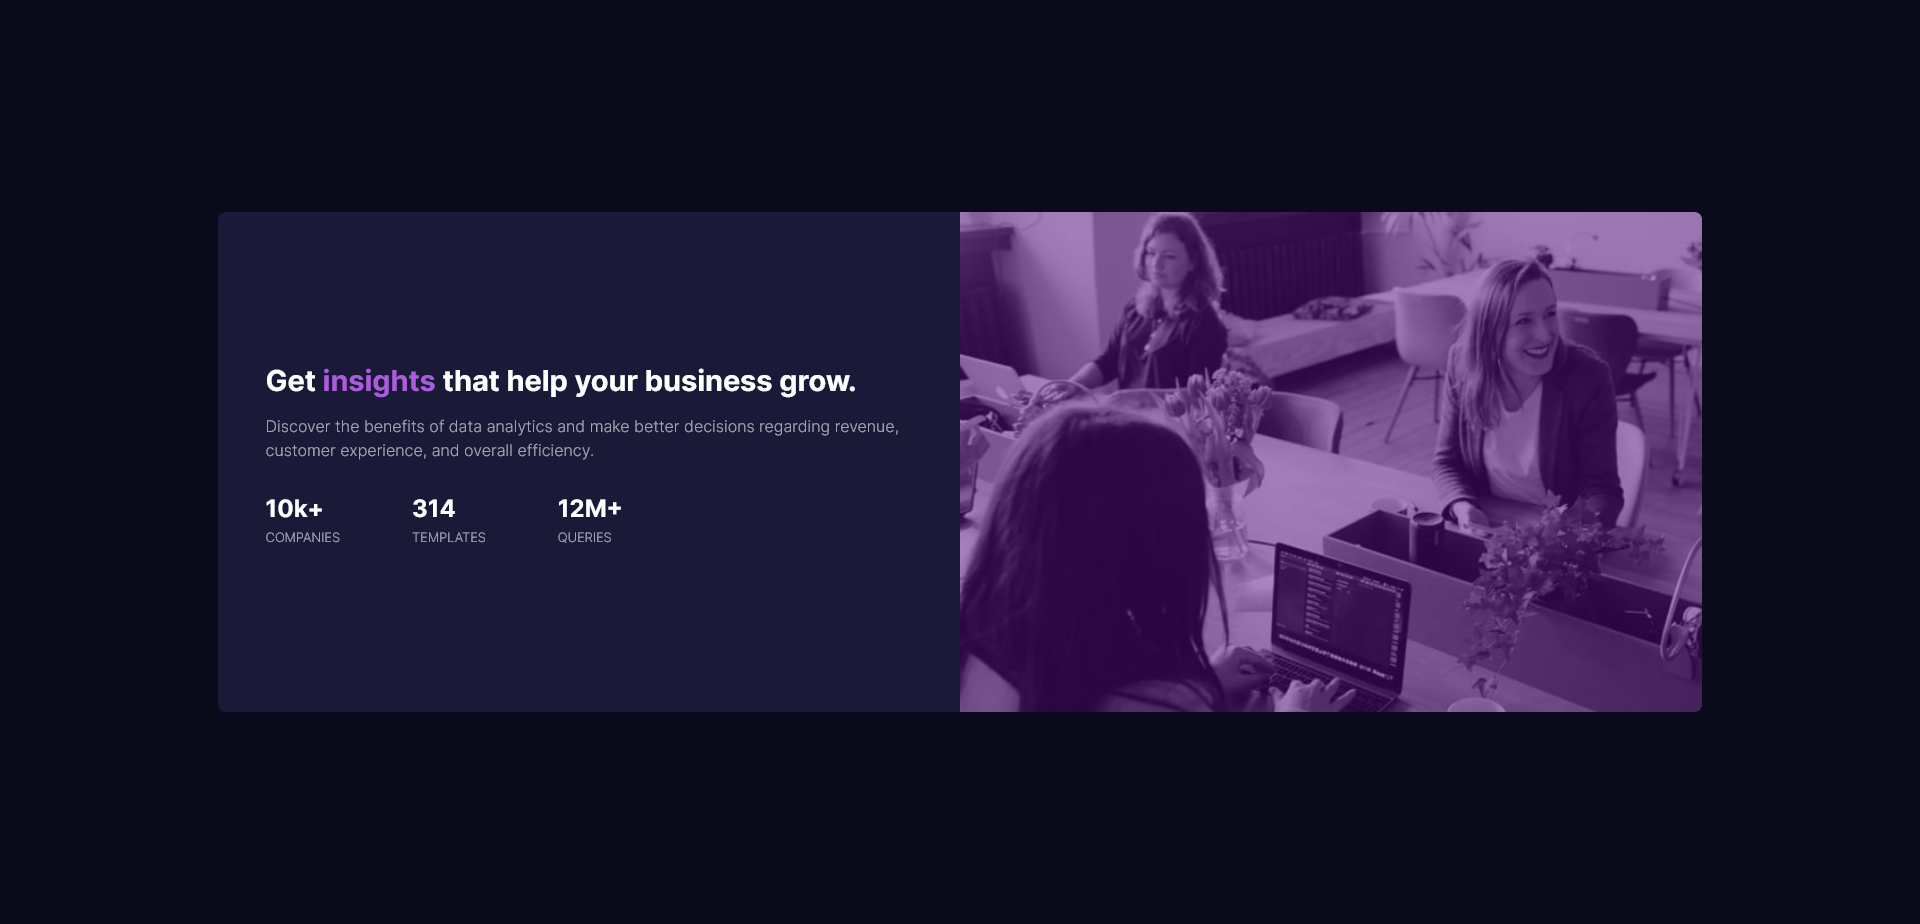 Get insights that help your business grow.
Discover the benefits of data analytics and make better decisions regarding revenue,
customer experience, and overall efficiency.
10k+ 314 12M+
COMPANIES TEMPLATES QUERIES